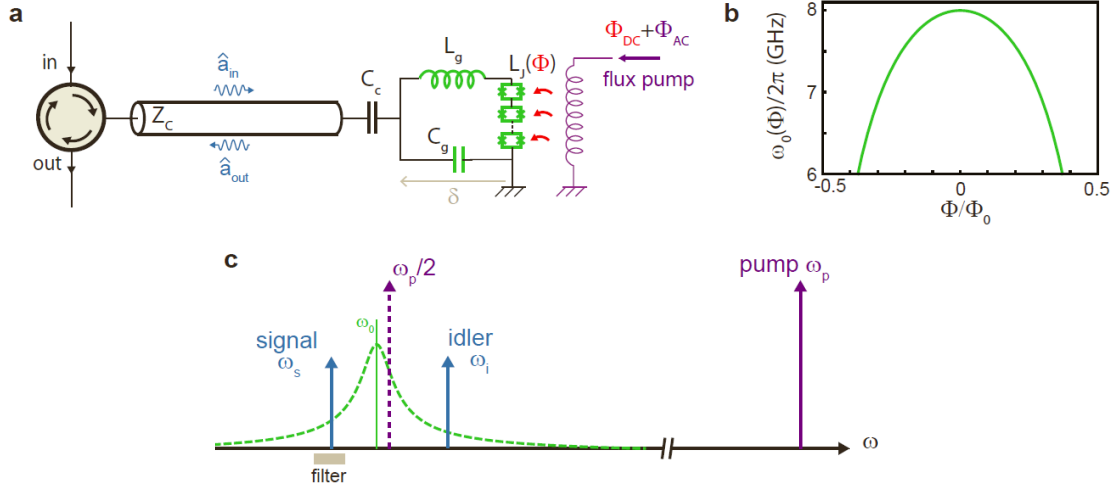 a
in
out
Z_C
â_in
â_out
C_c
L_g
C_g
δ
L_J(Φ)
Φ_DC+Φ_AC
flux pump
b
ω_0(Φ)/2π (GHz)
8
7
6
-0.5
0
0.5
Φ/Φ_0
c
signal
ω_s
ω_0
ω_p/2
idler
ω_i
pump ω_p
ω
filter